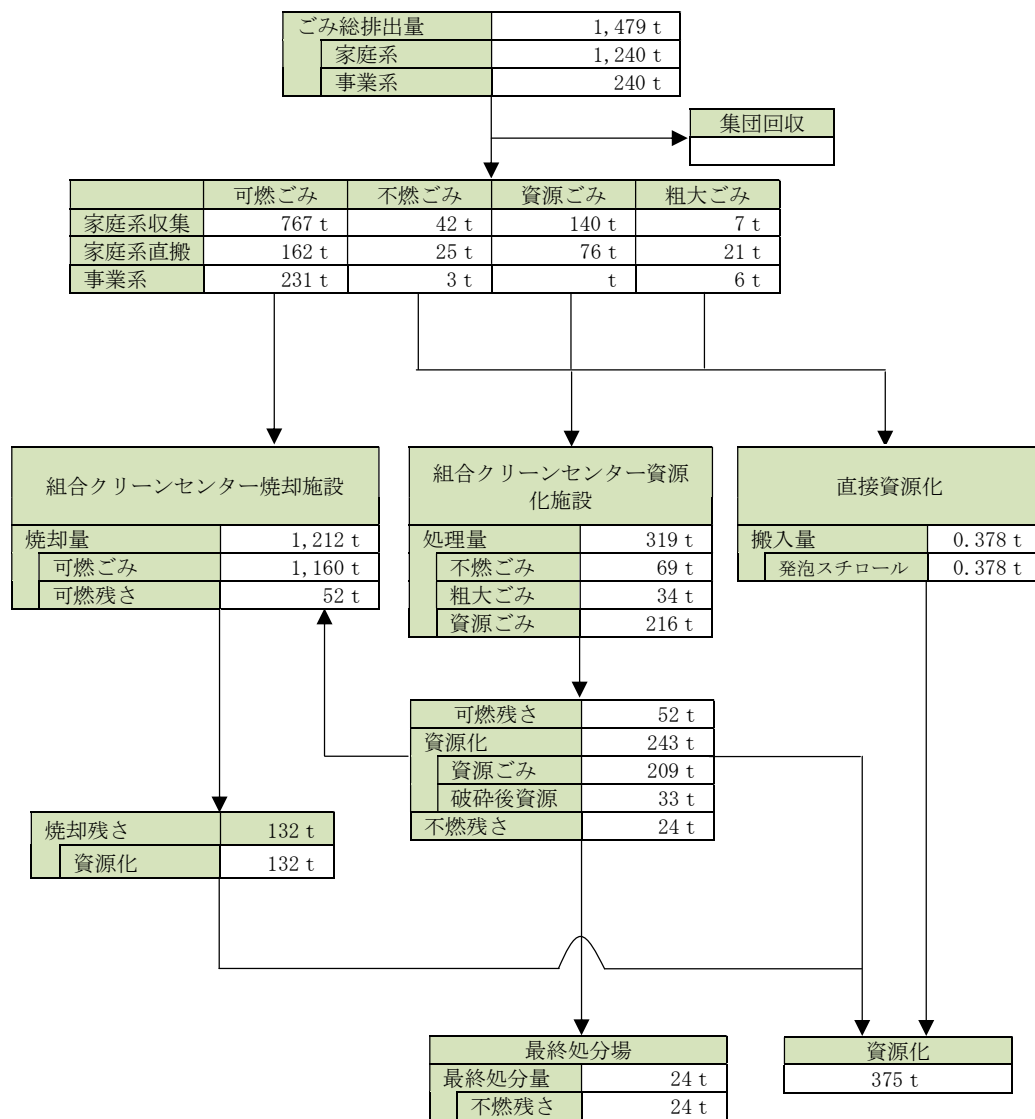 ごみ総排出量 1,479 t
家庭系 1,240 t
事業系 240 t
集団回収
可燃ごみ 不燃ごみ 資源ごみ 粗大ごみ
家庭系収集 767 t 42 t 140 t 7 t
家庭系直搬 162 t 25 t 76 t 21 t
事業系 231 t 3 t t 6 t
組合クリーンセンター焼却施設
焼却量 1,212 t
可燃ごみ 1,160 t
可燃残さ 52 t
組合クリーンセンター資源
化施設
処理量 319 t
不燃ごみ 69 t
粗大ごみ 34 t
資源ごみ 216 t
直接資源化
搬入量 0.378 t
発泡スチロール 0.378 t
可燃残さ 52 t
資源化 243 t
資源ごみ 209 t
破砕後資源 33 t
不燃残さ 24 t
焼却残さ 132 t
資源化 132 t
最終処分場
最終処分量 24 t
不燃残さ 24 t
資源化
375 t